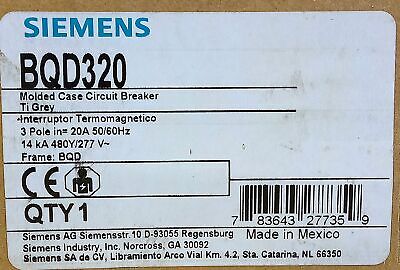 SIEMENS
BQD320
Molded Case Circuit Breaker
Ti Grey
Interruptor Termomagnetico
3 Pole in= 20A 50/60Hz
14 kA 480Y/277 V~
Frame: BQD
CE
QTY 1
7 83643 27735 9
Siemens AG Siemensstr.10 D-93055 Regensburg
Made in Mexico
Siemens Industry, Inc. Norcross, GA 30092
Siemens SA de CV, Libramiento Arco Vial Km. 4.2, Sta. Catarina, NL 66350